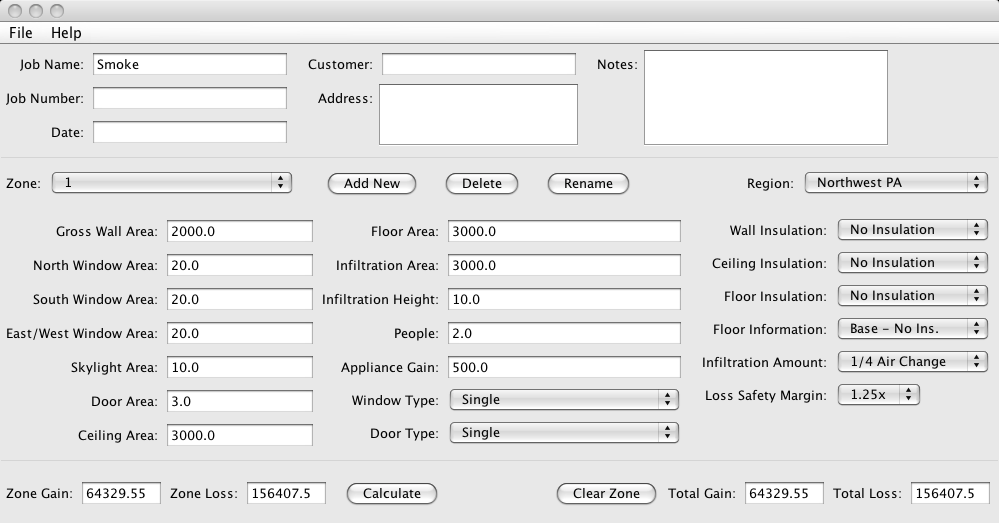 File Help
Job Name: Smoke Customer: Notes:
Job Number: Address:
Date:
Zone: 1 Add New Delete Rename Region: Northwest PA
Gross Wall Area: 2000.0 Floor Area: 3000.0 Wall Insulation: No Insulation
North Window Area: 20.0 Infiltration Area: 3000.0 Ceiling Insulation: No Insulation
South Window Area: 20.0 Infiltration Height: 10.0 Floor Insulation: No Insulation
East/West Window Area: 20.0 People: 2.0 Floor Information: Base – No Ins.
Skylight Area: 10.0 Appliance Gain: 500.0 Infiltration Amount: 1/4 Air Change
Door Area: 3.0 Window Type: Single Loss Safety Margin: 1.25x
Ceiling Area: 3000.0 Door Type: Single
Zone Gain: 64329.55 Zone Loss: 156407.5 Calculate Clear Zone Total Gain: 64329.55 Total Loss: 156407.5